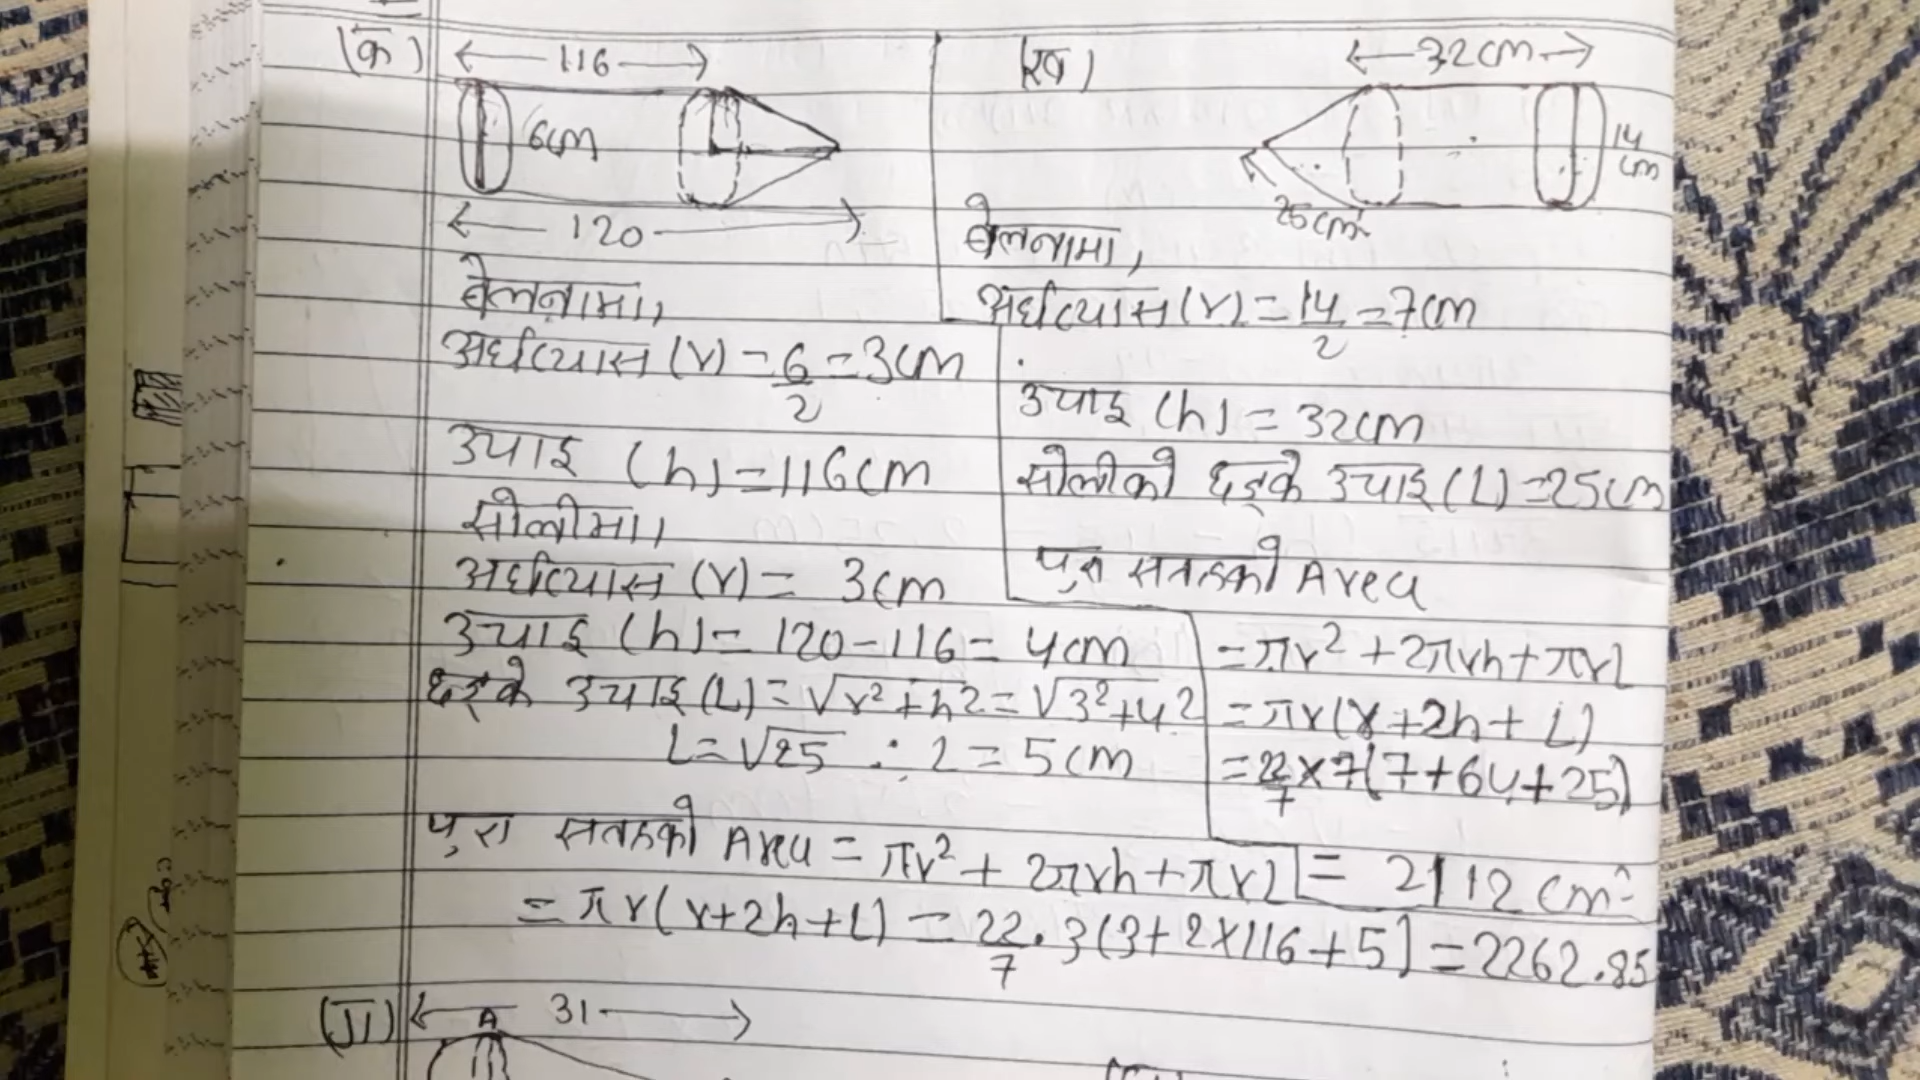 (क) 116
6cm
120
बेलनामा,
अर्धव्यास (r) = 6/2 = 3cm
उचाइ (h) = 116cm
सोलीमा,
अर्धव्यास (r) = 3cm
उचाइ (h) = 120-116 = 4cm
छड्के उचाइ (L) = √r²+h2 = √3²+42
L = √25 ∴ l = 5cm
पुरा सतहको Area = πr² + 2πrh + πrl
= πr(r+2h+l) = 22/7 . 3(3+2×116+5) = 2262.85
(ख) 32cm
14 cm
25cm
बेलनामा,
अर्धव्यास (r) = 14/2 = 7cm
उचाइ (h) = 32cm
सोलीको छड्के उचाइ (L) = 25cm
पुरा सतहको Area
= πr² + 2πrh + πrl
= πr(r+2h+L)
= 22/7 × 7(7+64+25)
= 2112 cm²
(ग) 31
A